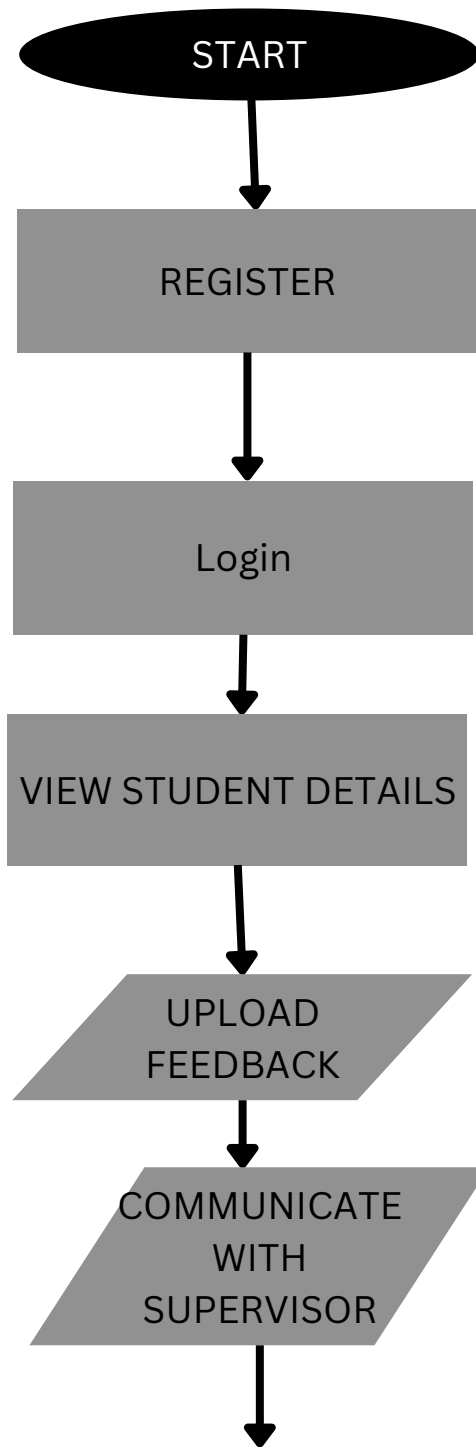 START
REGISTER
Login
VIEW STUDENT DETAILS
UPLOAD
FEEDBACK
COMMUNICATE
WITH
SUPERVISOR